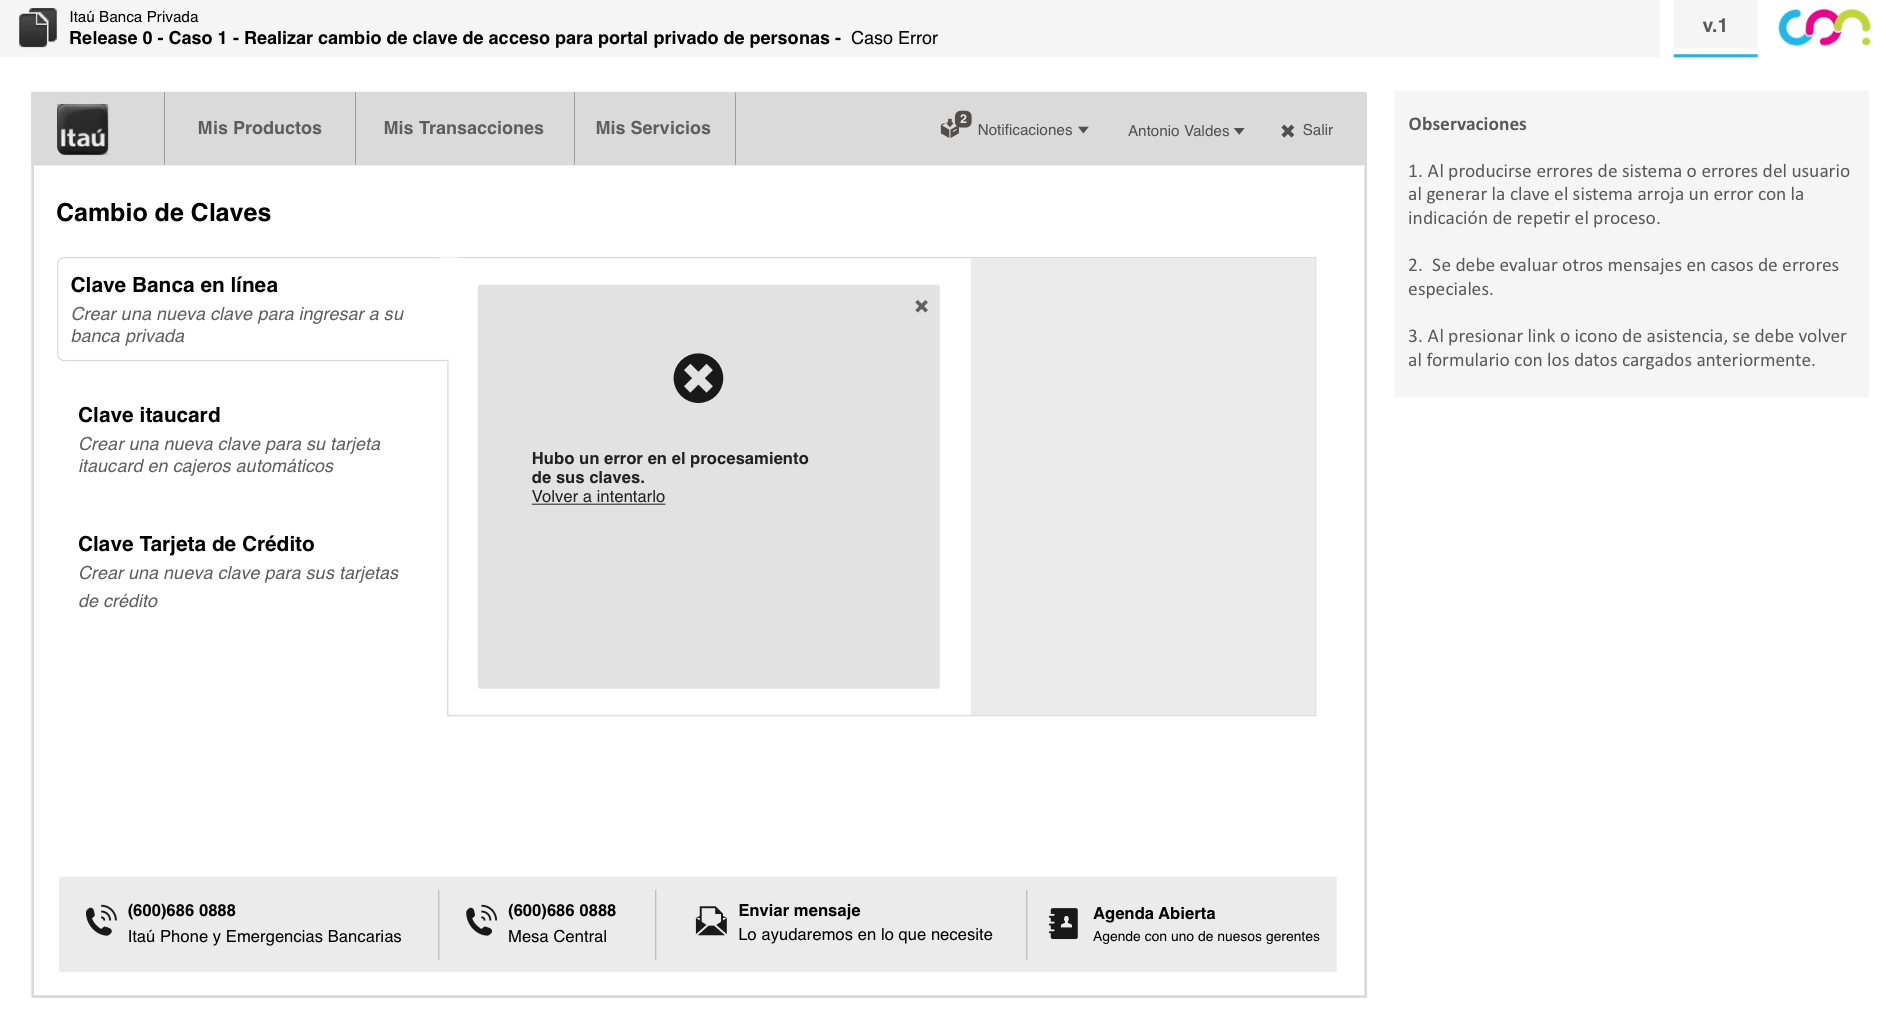 Itaú Banca Privada
Release 0 - Caso 1 - Realizar cambio de clave de acceso para portal privado de personas - Caso Error
v.1
con
Itaú
Mis Productos
Mis Transacciones
Mis Servicios
2
Notificaciones
Antonio Valdes
Salir
Cambio de Claves
Clave Banca en línea
Crear una nueva clave para ingresar a su
banca privada
Clave itaucard
Crear una nueva clave para su tarjeta
itaucard en cajeros automáticos
Clave Tarjeta de Crédito
Crear una nueva clave para sus tarjetas
de crédito
Hubo un error en el procesamiento
de sus claves.
Volver a intentarlo
Observaciones
1. Al producirse errores de sistema o errores del usuario
al generar la clave el sistema arroja un error con la
indicación de repetir el proceso.
2. Se debe evaluar otros mensajes en casos de errores
especiales.
3. Al presionar link o icono de asistencia, se debe volver
al formulario con los datos cargados anteriormente.
(600)686 0888
Itaú Phone y Emergencias Bancarias
(600)686 0888
Mesa Central
Enviar mensaje
Lo ayudaremos en lo que necesite
Agenda Abierta
Agende con uno de nuesos gerentes